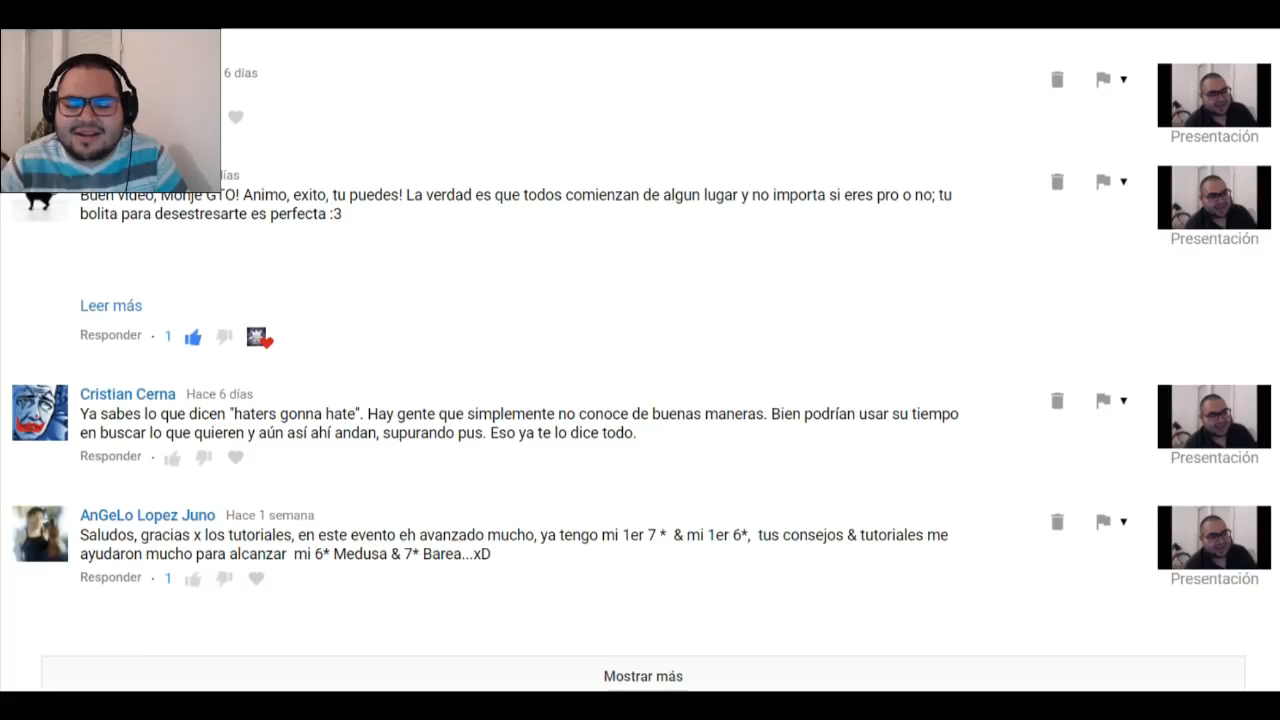 6 días
Presentación
ías
Buen video, Monje GTO! Animo, exito, tu puedes! La verdad es que todos comienzan de algun lugar y no importa si eres pro o no; tu
bolita para desestresarte es perfecta :3
Presentación
Leer más
Responder · 1
Cristian Cerna Hace 6 días
Ya sabes lo que dicen "haters gonna hate". Hay gente que simplemente no conoce de buenas maneras. Bien podrían usar su tiempo
en buscar lo que quieren y aún así ahí andan, supurando pus. Eso ya te lo dice todo.
Responder ·
Presentación
AnGeLo Lopez Juno Hace 1 semana
Saludos, gracias x los tutoriales, en este evento eh avanzado mucho, ya tengo mi 1er 7 * & mi 1er 6*, tus consejos & tutoriales me
ayudaron mucho para alcanzar mi 6* Medusa & 7* Barea...xD
Responder · 1
Presentación
Mostrar más